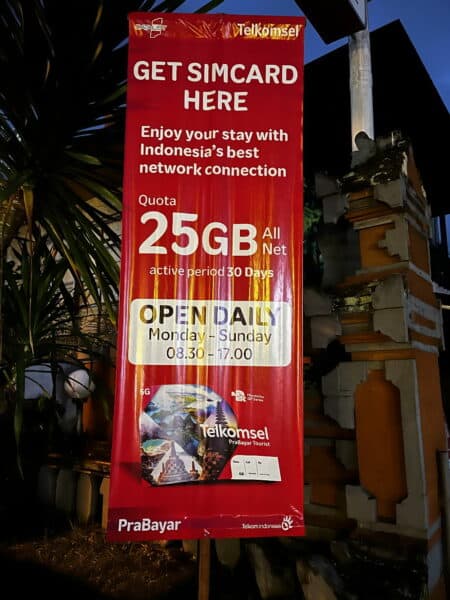 Telkomsel
GET SIMCARD
HERE
Enjoy your stay with
Indonesia's best
network connection
Quota
25GB All
Net
active period 30 Days
OPEN DAILY
Monday - Sunday
08.30 - 17.00
5G
Telkomsel
PraBayar Tourist
PraBayar
Telkom Indonesia